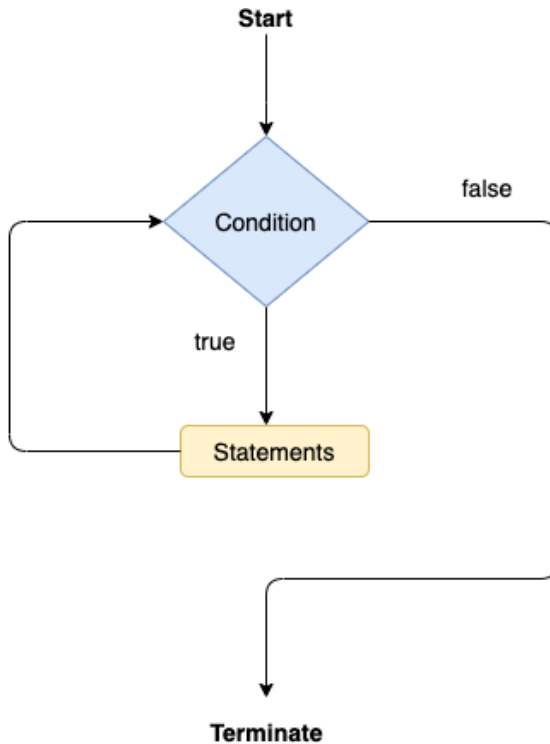 Start
Condition
false
true
Statements
Terminate